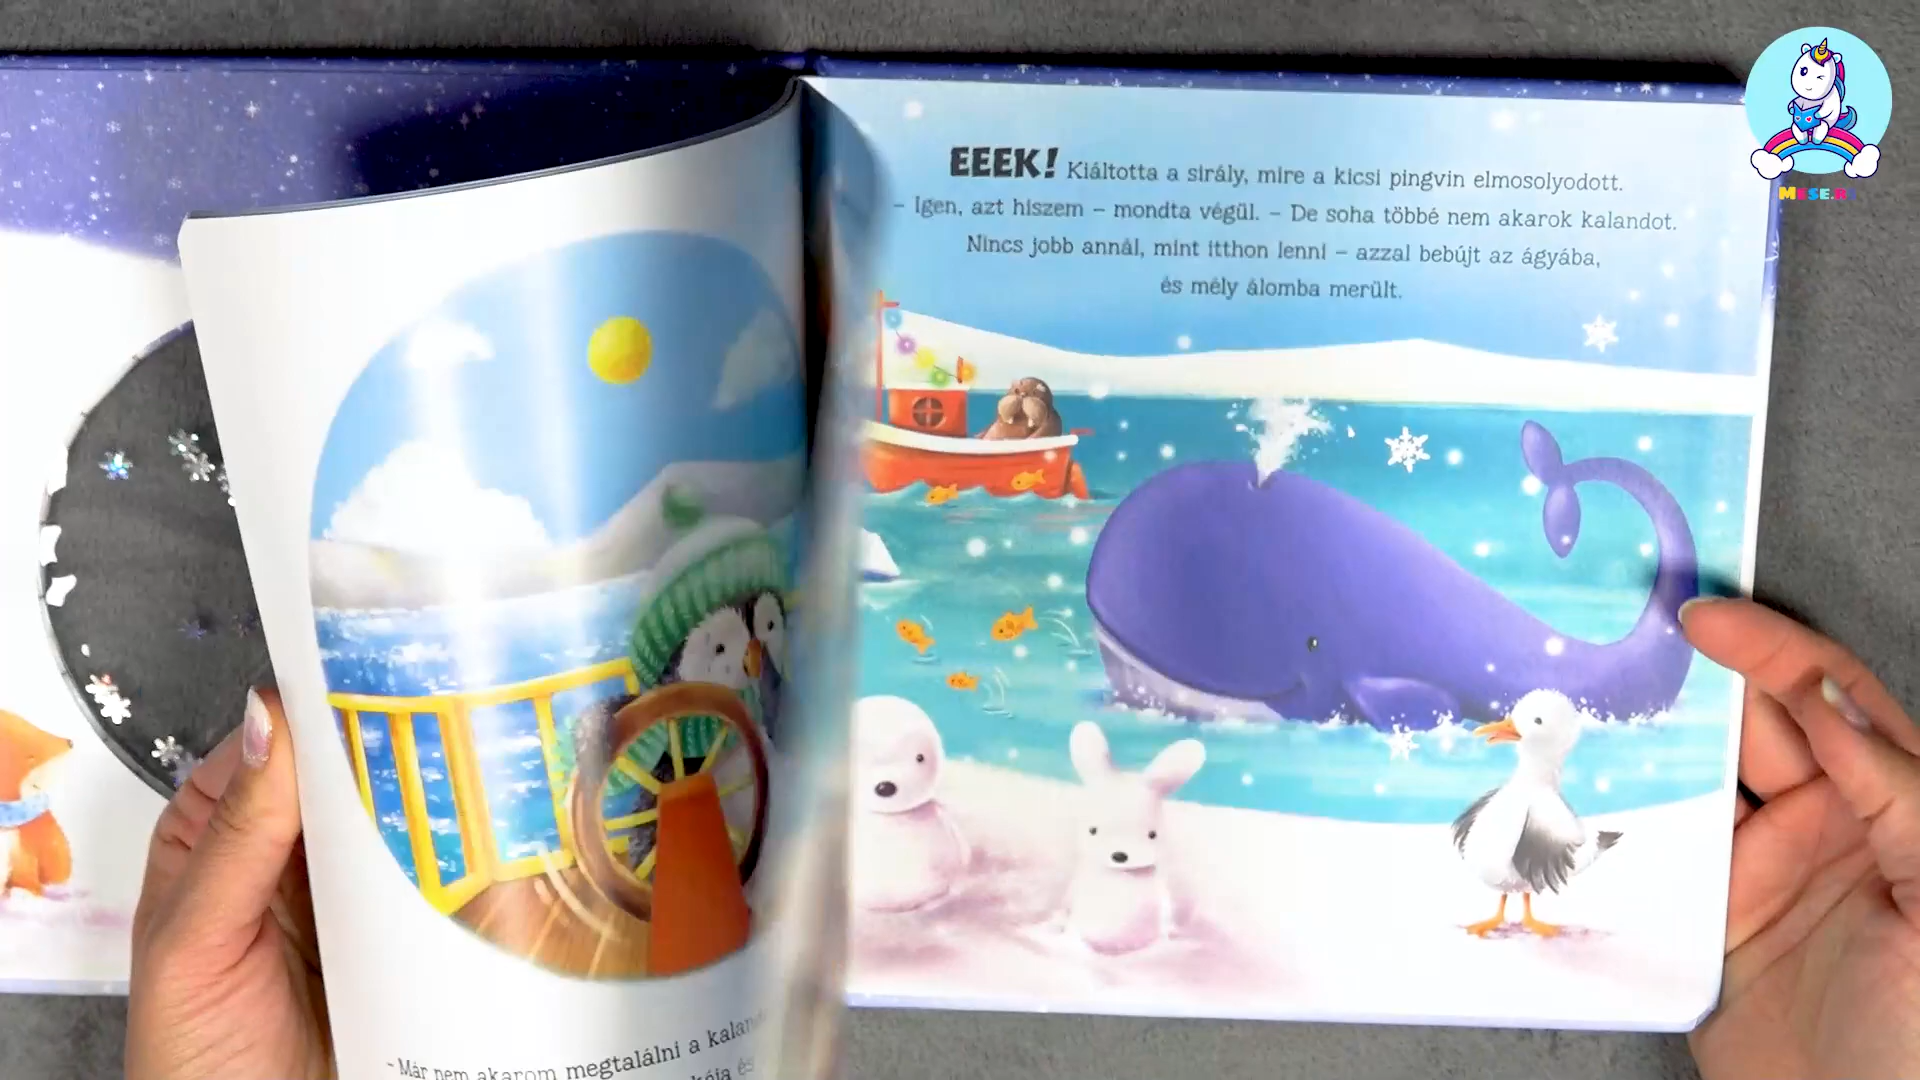 EEEK! Kiáltotta a sirály, mire a kicsi pingvin elmosolyodott.
– Igen, azt hiszem – mondta végül. – De soha többé nem akarok kalandot.
Nincs jobb annál, mint itthon lenni – azzal bebújt az ágyába,
és mély álomba merült.
– Már nem akarom megtalálni a